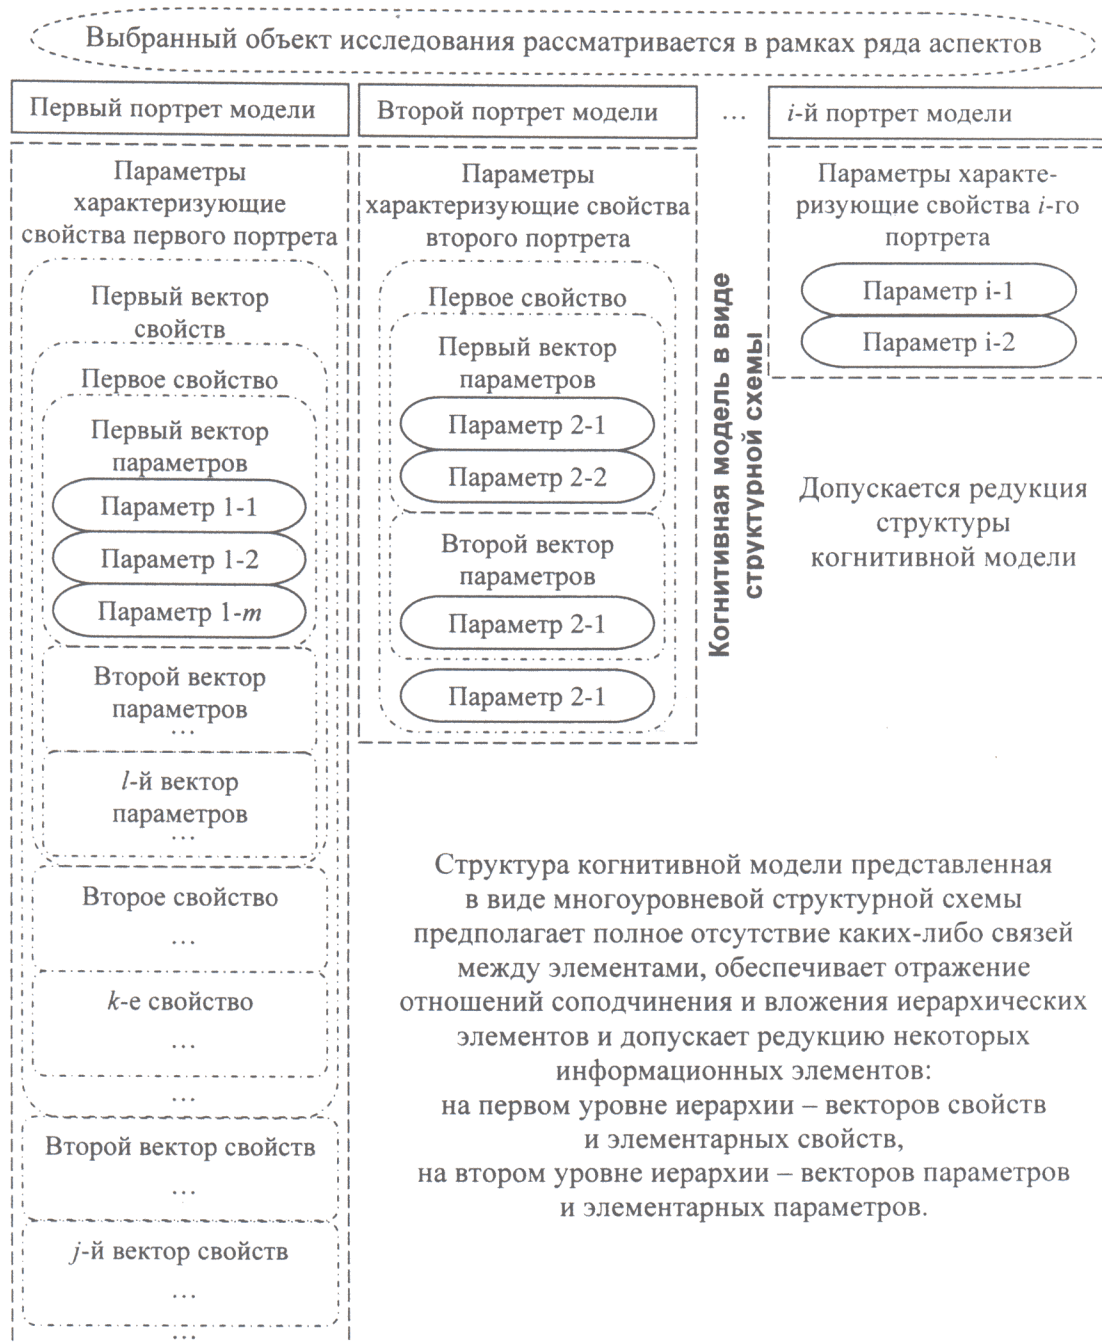 Выбранный объект исследования рассматривается в рамках ряда аспектов
Первый портрет модели
Параметры
характеризующие
свойства первого портрета
Первый вектор
свойств
Первое свойство
Первый вектор
параметров
Параметр 1-1
Параметр 1-2
Параметр 1-m
Второй вектор
параметров
…
l-й вектор
параметров
…
Второе свойство
…
k-е свойство
…
…
Второй вектор свойств
…
j-й вектор свойств
…
…
Второй портрет модели
Параметры
характеризующие свойства
второго портрета
Первое свойство
Первый вектор
параметров
Параметр 2-1
Параметр 2-2
Второй вектор
параметров
Параметр 2-1
Параметр 2-1
…
Когнитивная модель в виде
структурной схемы
i-й портрет модели
Параметры характе-
ризующие свойства i-го
портрета
Параметр i-1
Параметр i-2
Допускается редукция
структуры
когнитивной модели
Структура когнитивной модели представленная
в виде многоуровневой структурной схемы
предполагает полное отсутствие каких-либо связей
между элементами, обеспечивает отражение
отношений соподчинения и вложения иерархических
элементов и допускает редукцию некоторых
информационных элементов:
на первом уровне иерархии – векторов свойств
и элементарных свойств,
на втором уровне иерархии – векторов параметров
и элементарных параметров.